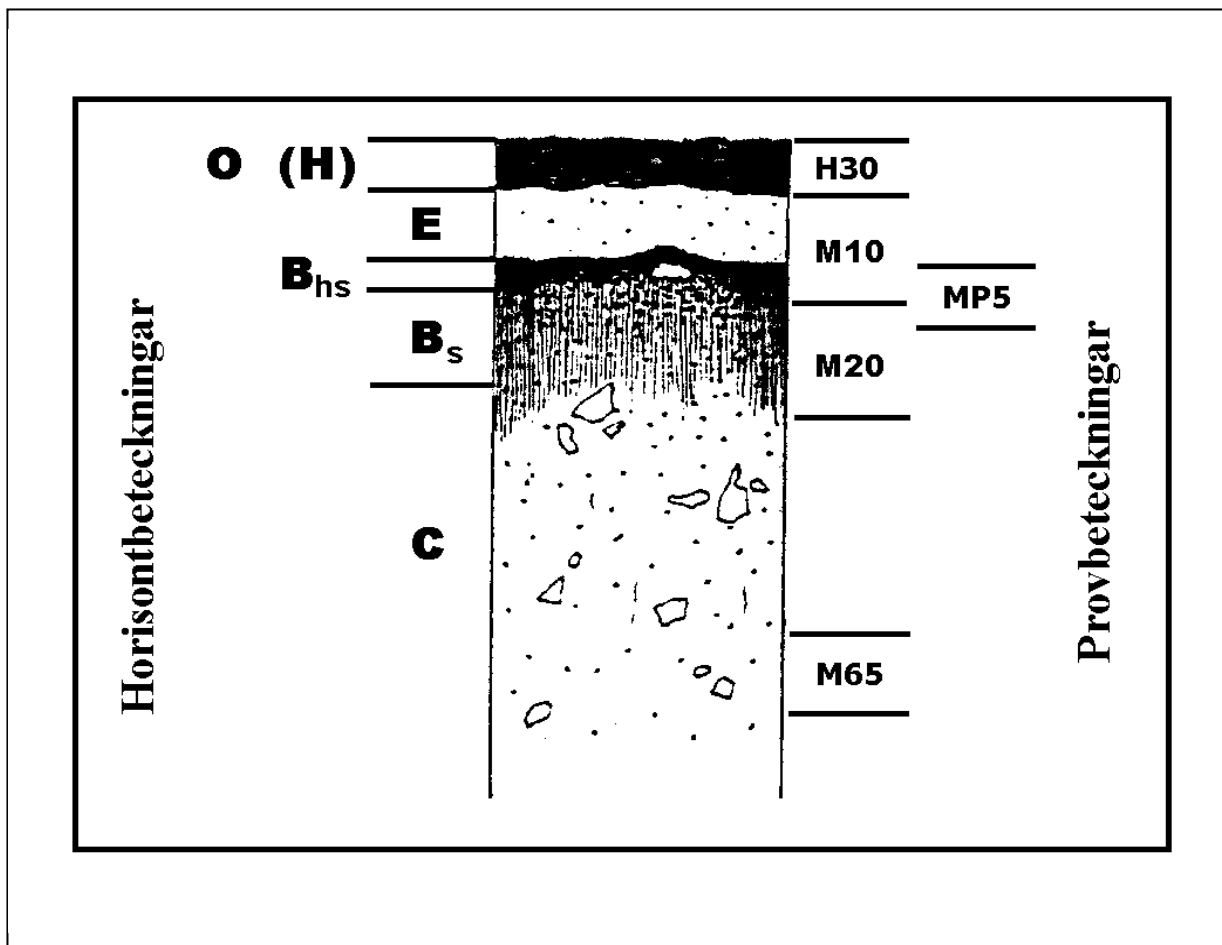 Horisontbeteckningar
O (H)
E
Bhs
Bs
C
H30
M10
MP5
M20
M65
Provbeteckningar